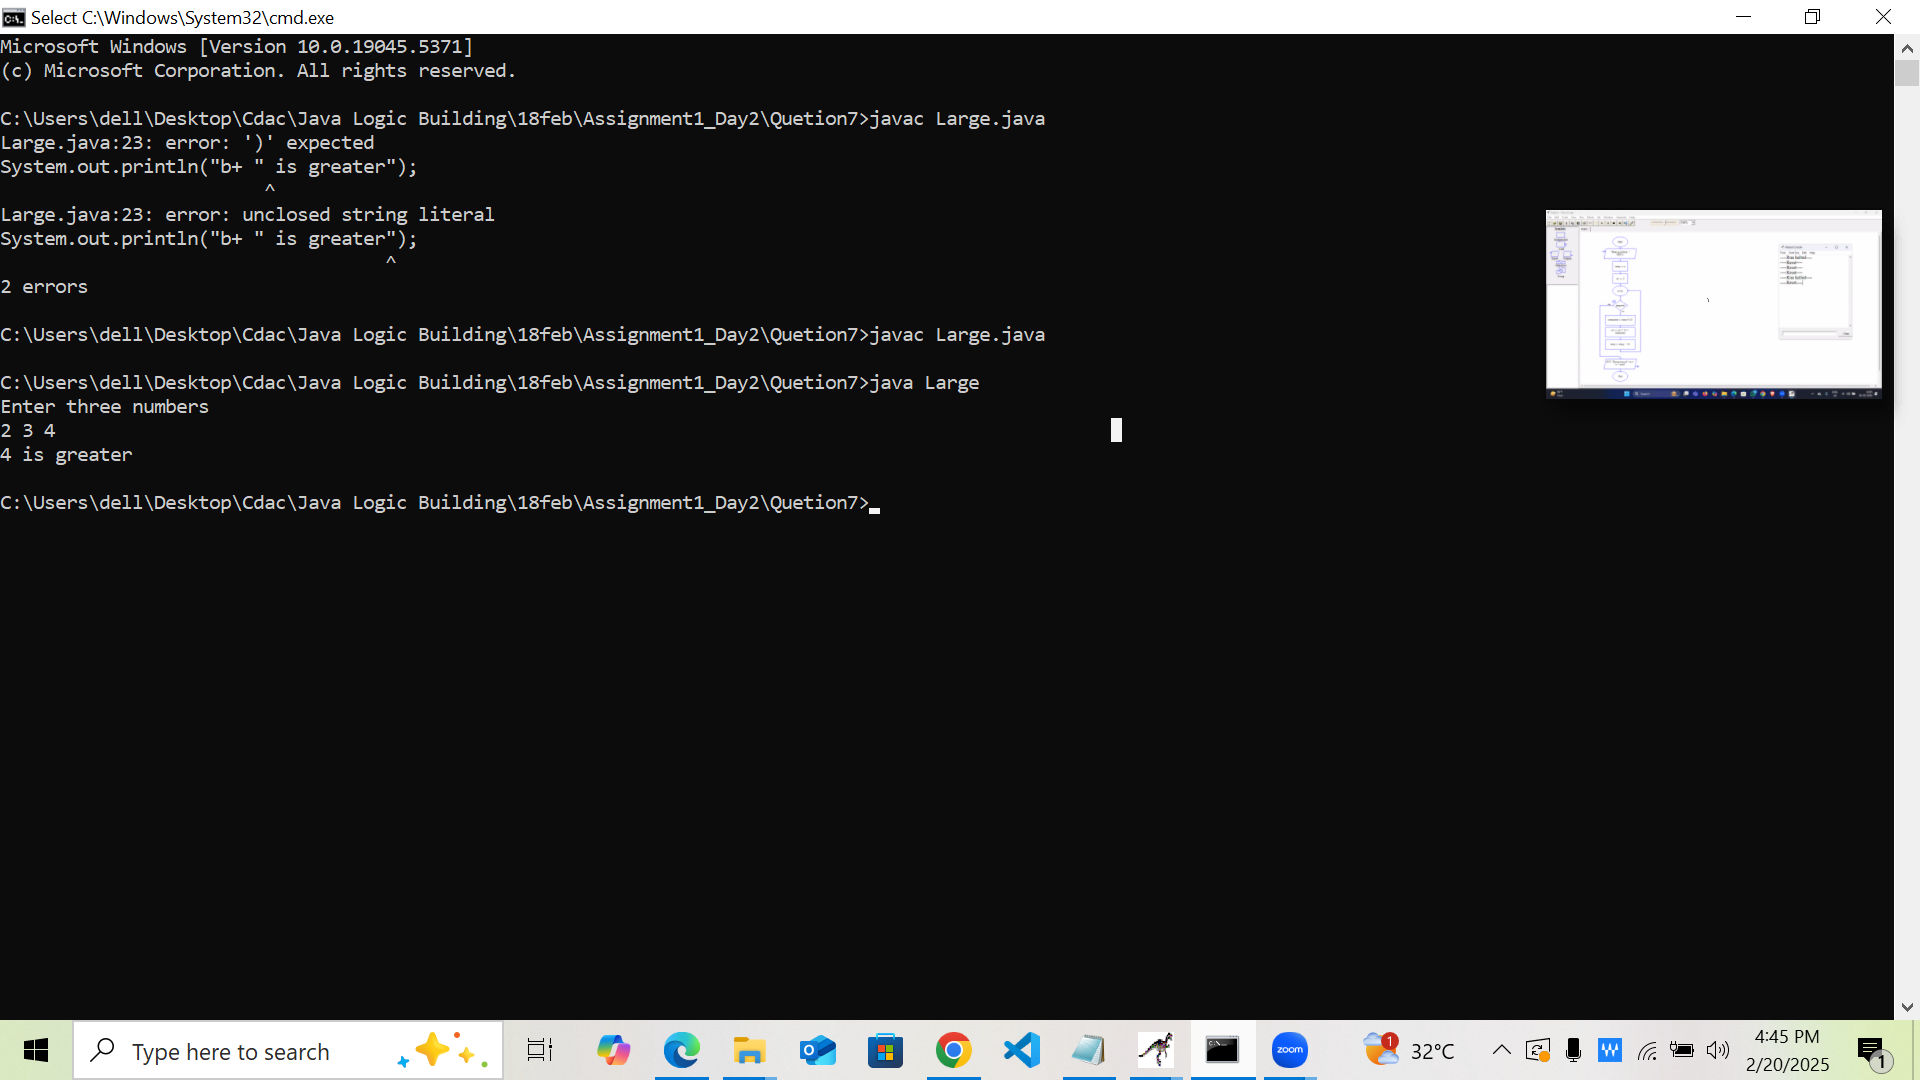 Select C:\Windows\System32\cmd.exe
Microsoft Windows [Version 10.0.19045.5371]
(c) Microsoft Corporation. All rights reserved.
C:\Users\dell\Desktop\Cdac\Java Logic Building\18feb\Assignment1_Day2\Quetion7>javac Large.java
Large.java:23: error: ')' expected
System.out.println("b+ " is greater");
^
Large.java:23: error: unclosed string literal
System.out.println("b+ " is greater");
^
2 errors
C:\Users\dell\Desktop\Cdac\Java Logic Building\18feb\Assignment1_Day2\Quetion7>javac Large.java
C:\Users\dell\Desktop\Cdac\Java Logic Building\18feb\Assignment1_Day2\Quetion7>java Large
Enter three numbers
2 3 4
4 is greater
C:\Users\dell\Desktop\Cdac\Java Logic Building\18feb\Assignment1_Day2\Quetion7>
Type here to search
zoom
1
32°C
4:45 PM
2/20/2025
1